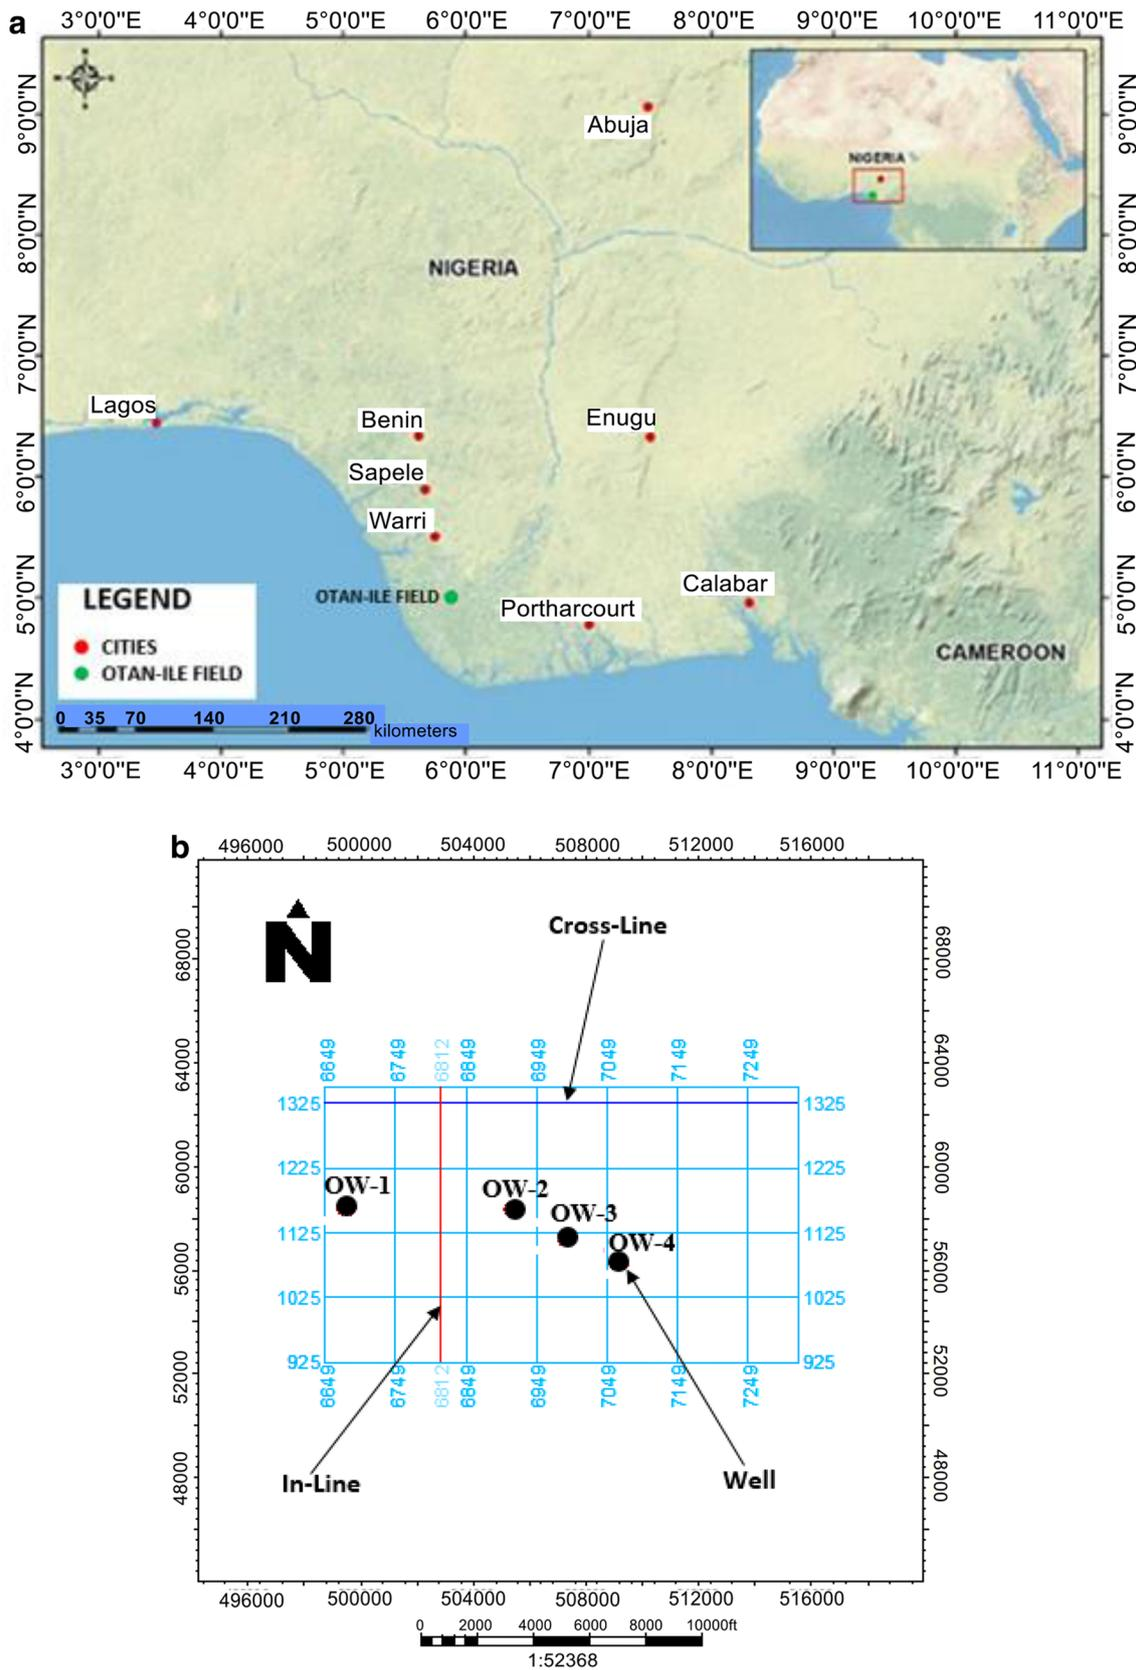 a
3°0'0"E 4°0'0"E 5°0'0"E 6°0'0"E 7°0'0"E 8°0'0"E 9°0'0"E 10°0'0"E 11°0'0"E
9°0'0"N
8°0'0"N
7°0'0"N
6°0'0"N
5°0'0"N
4°0'0"N
Abuja
NIGERIA
NIGERIA
Lagos
Benin
Enugu
Sapele
Warri
OTAN-ILE FIELD
Calabar
Portharcourt
CAMEROON
LEGEND
CITIES
OTAN-ILE FIELD
0 35 70 140 210 280
kilometers
9°0'0"N
8°0'0"N
7°0'0"N
6°0'0"N
5°0'0"N
4°0'0"N
3°0'0"E 4°0'0"E 5°0'0"E 6°0'0"E 7°0'0"E 8°0'0"E 9°0'0"E 10°0'0"E 11°0'0"E
b
496000 500000 504000 508000 512000 516000
68000
64000
60000
56000
52000
48000
N
Cross-Line
6649 6749 6812 6849 6949 7049 7149 7249
1325 1325
1225 1225
OW-1
OW-2
OW-3
1125 1125
OW-4
1025 1025
925 925
6649 6749 6812 6849 6949 7049 7149 7249
In-Line
Well
68000
64000
60000
56000
52000
48000
496000 500000 504000 508000 512000 516000
0 2000 4000 6000 8000 10000ft
1:52368